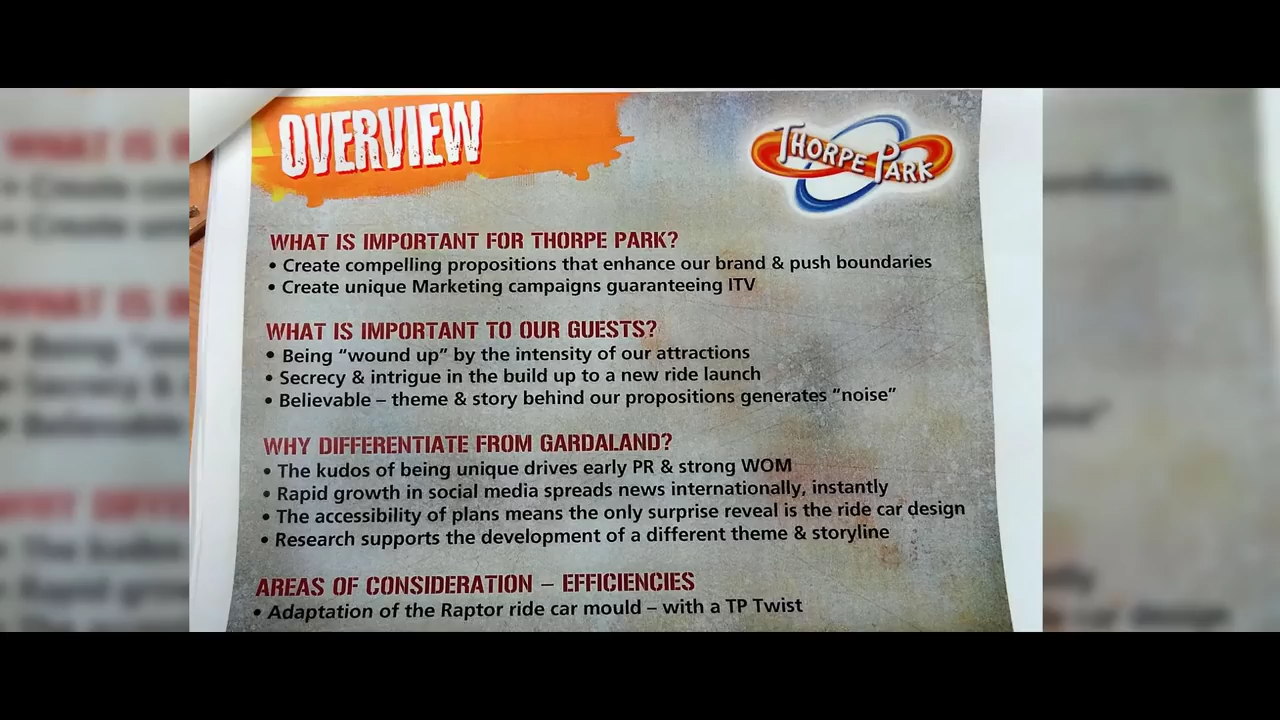 OVERVIEW
THORPE PARK
WHAT IS IMPORTANT FOR THORPE PARK?
• Create compelling propositions that enhance our brand & push boundaries
• Create unique Marketing campaigns guaranteeing ITV
WHAT IS IMPORTANT TO OUR GUESTS?
• Being “wound up” by the intensity of our attractions
• Secrecy & intrigue in the build up to a new ride launch
• Believable – theme & story behind our propositions generates “noise”
WHY DIFFERENTIATE FROM GARDALAND?
• The kudos of being unique drives early PR & strong WOM
• Rapid growth in social media spreads news internationally, instantly
• The accessibility of plans means the only surprise reveal is the ride car design
• Research supports the development of a different theme & storyline
AREAS OF CONSIDERATION – EFFICIENCIES
• Adaptation of the Raptor ride car mould – with a TP Twist